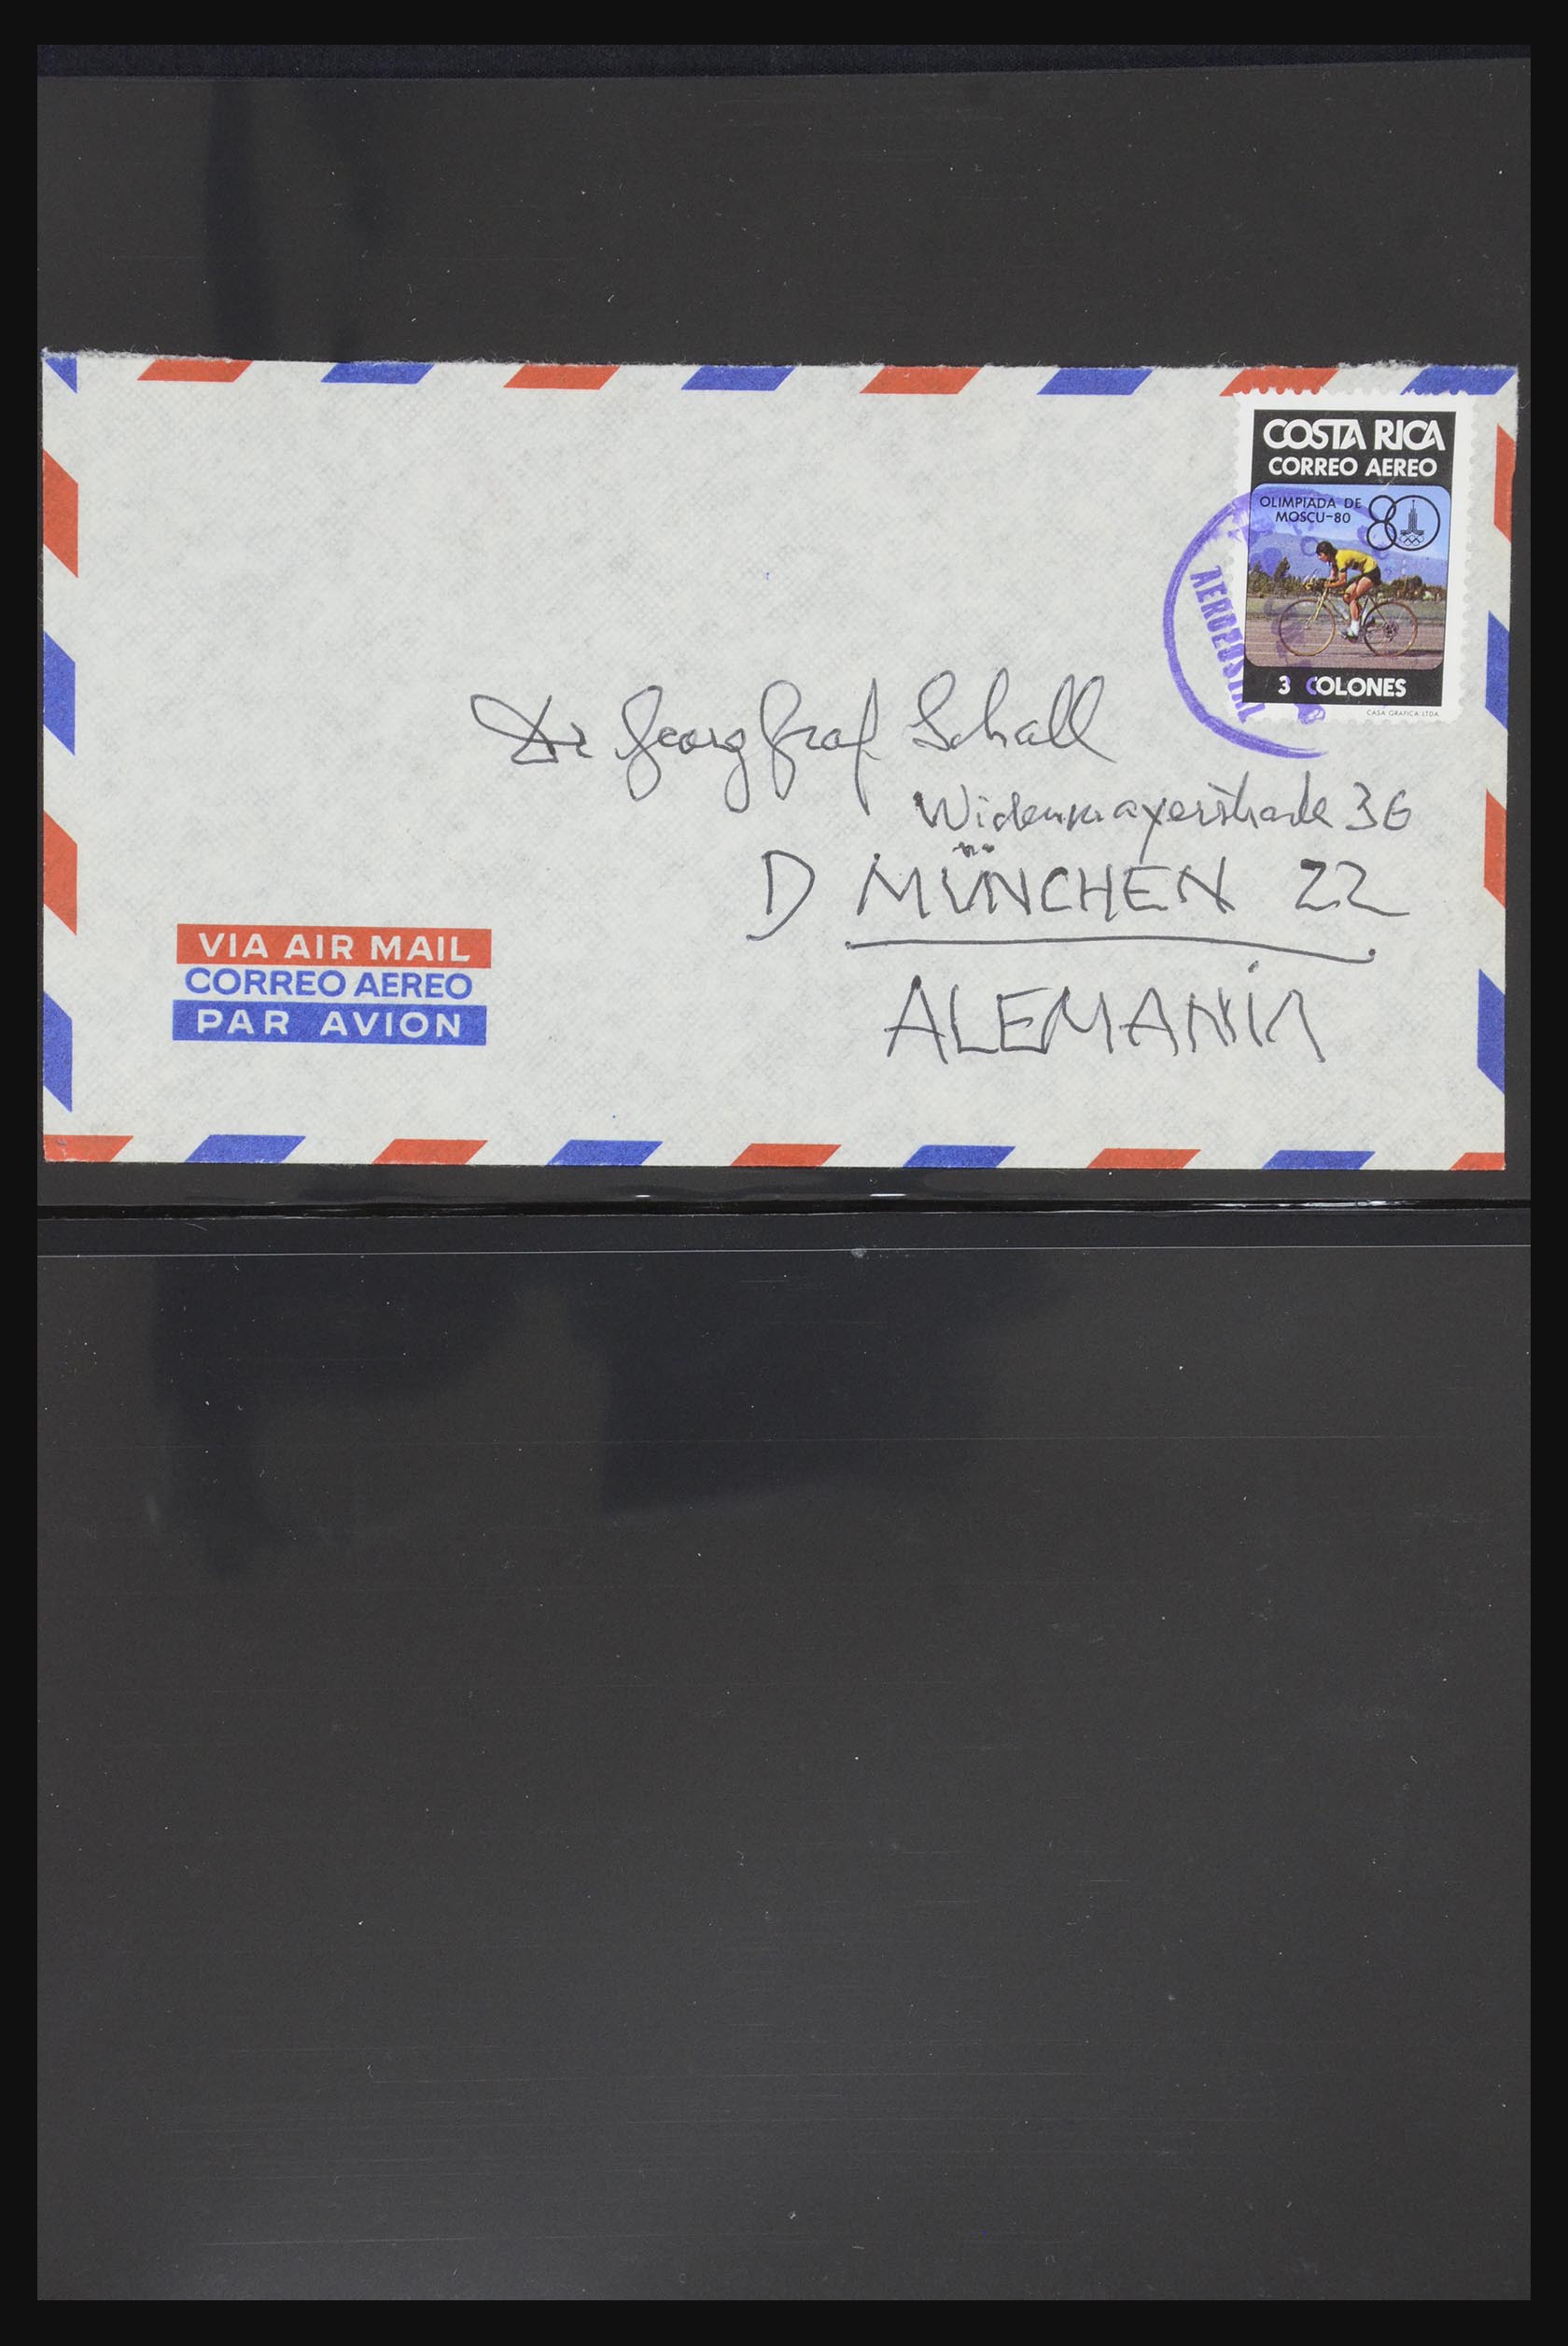 COSTA RICA
CORREO AEREO
OLIMPIADA DE
MOSCU-80
80
3 COLONES
CASA GRAFICA LTDA.
AEROPOSTAL
Dr Georg Graf Schall
Widenmayerstraße 36
D MÜNCHEN 22
ALEMANIA
VIA AIR MAIL
CORREO AEREO
PAR AVION